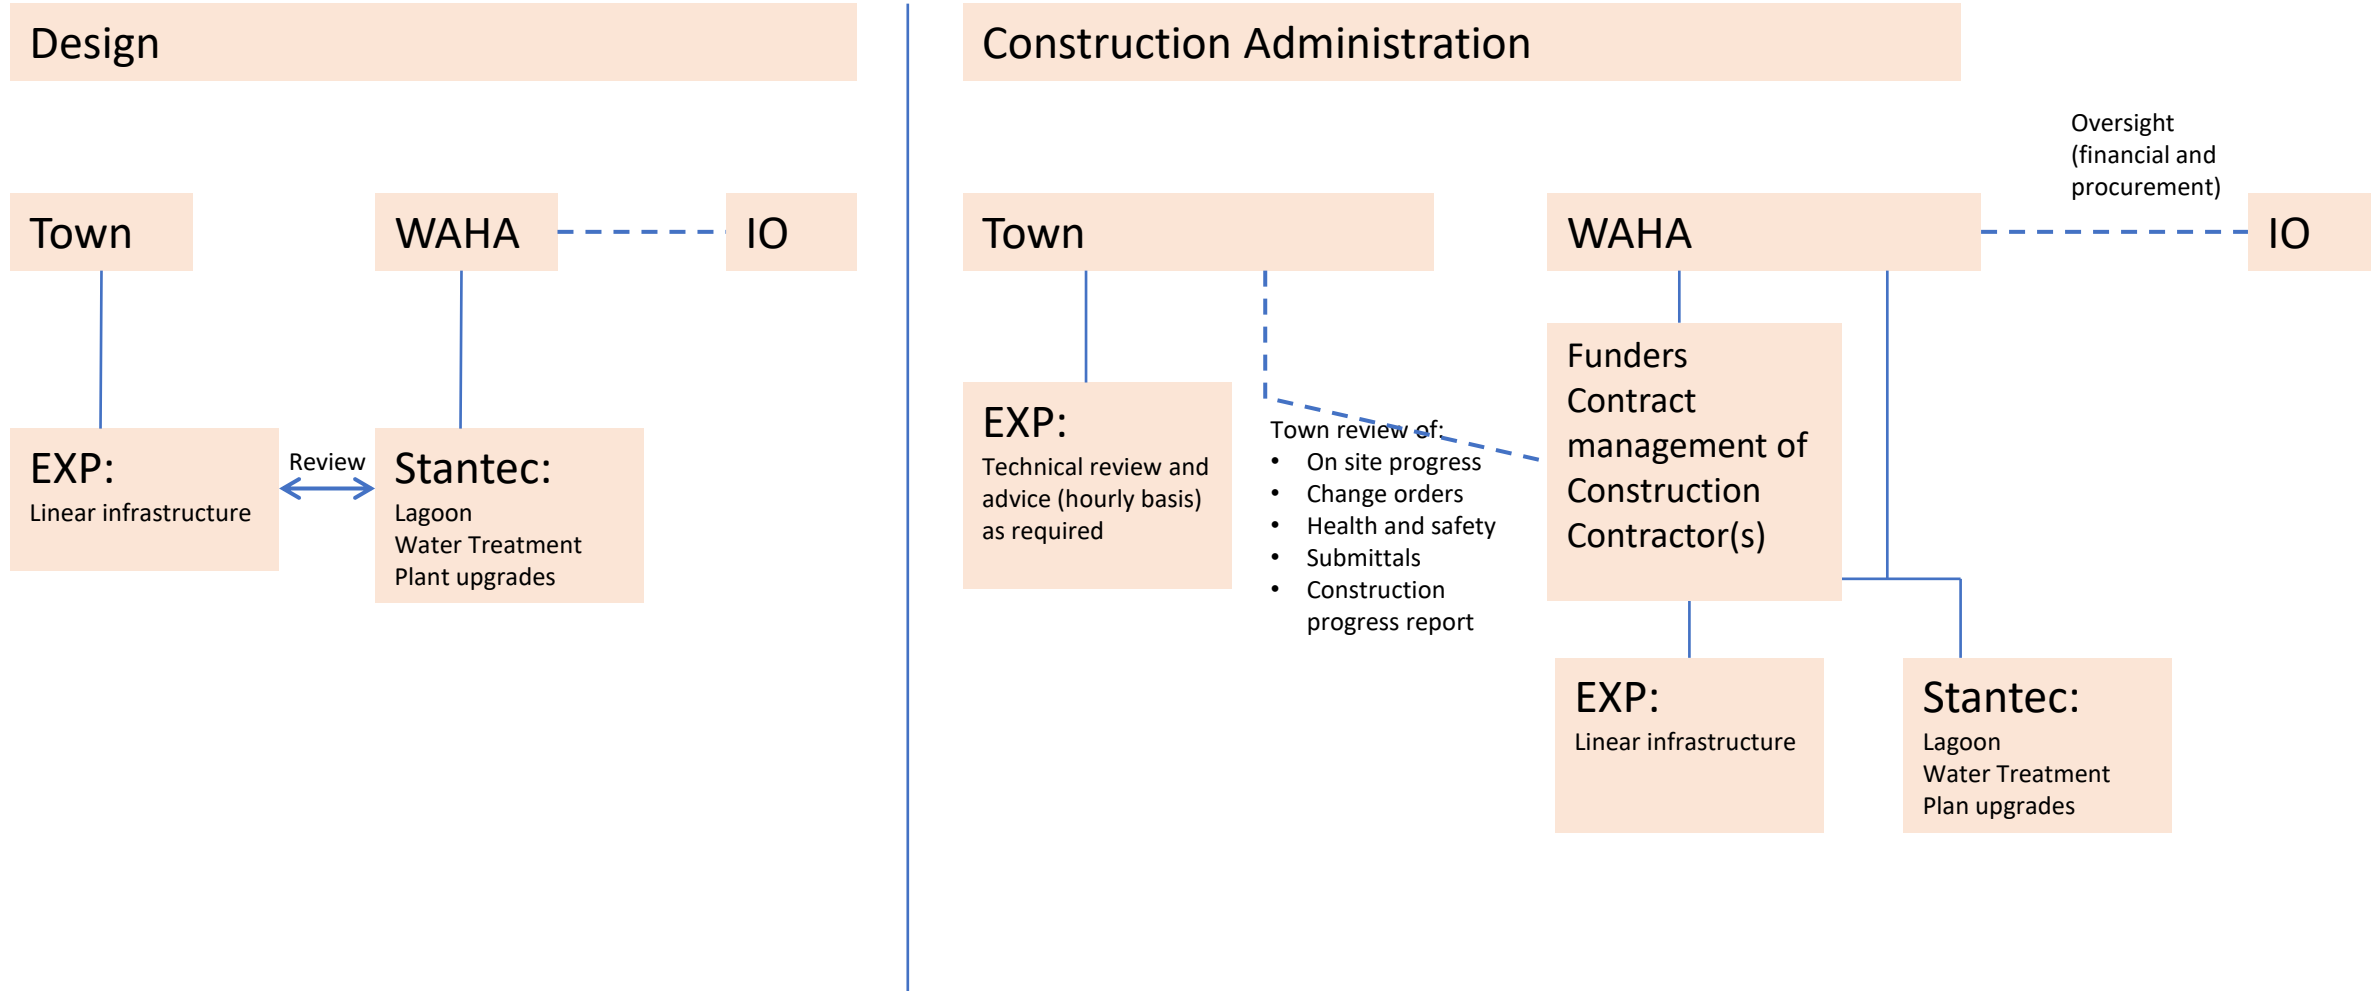 Design
Town
WAHA
IO
EXP:
Linear infrastructure
Review
Stantec:
Lagoon
Water Treatment
Plant upgrades
Construction Administration
Oversight
(financial and
procurement)
Town
WAHA
IO
EXP:
Technical review and
advice (hourly basis)
as required
Town review of:
• On site progress
• Change orders
• Health and safety
• Submittals
• Construction
progress report
Funders
Contract
management of
Construction
Contractor(s)
EXP:
Linear infrastructure
Stantec:
Lagoon
Water Treatment
Plan upgrades